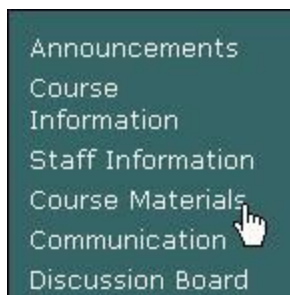 Announcements
Course
Information
Staff Information
Course Materials
Communication
Discussion Board